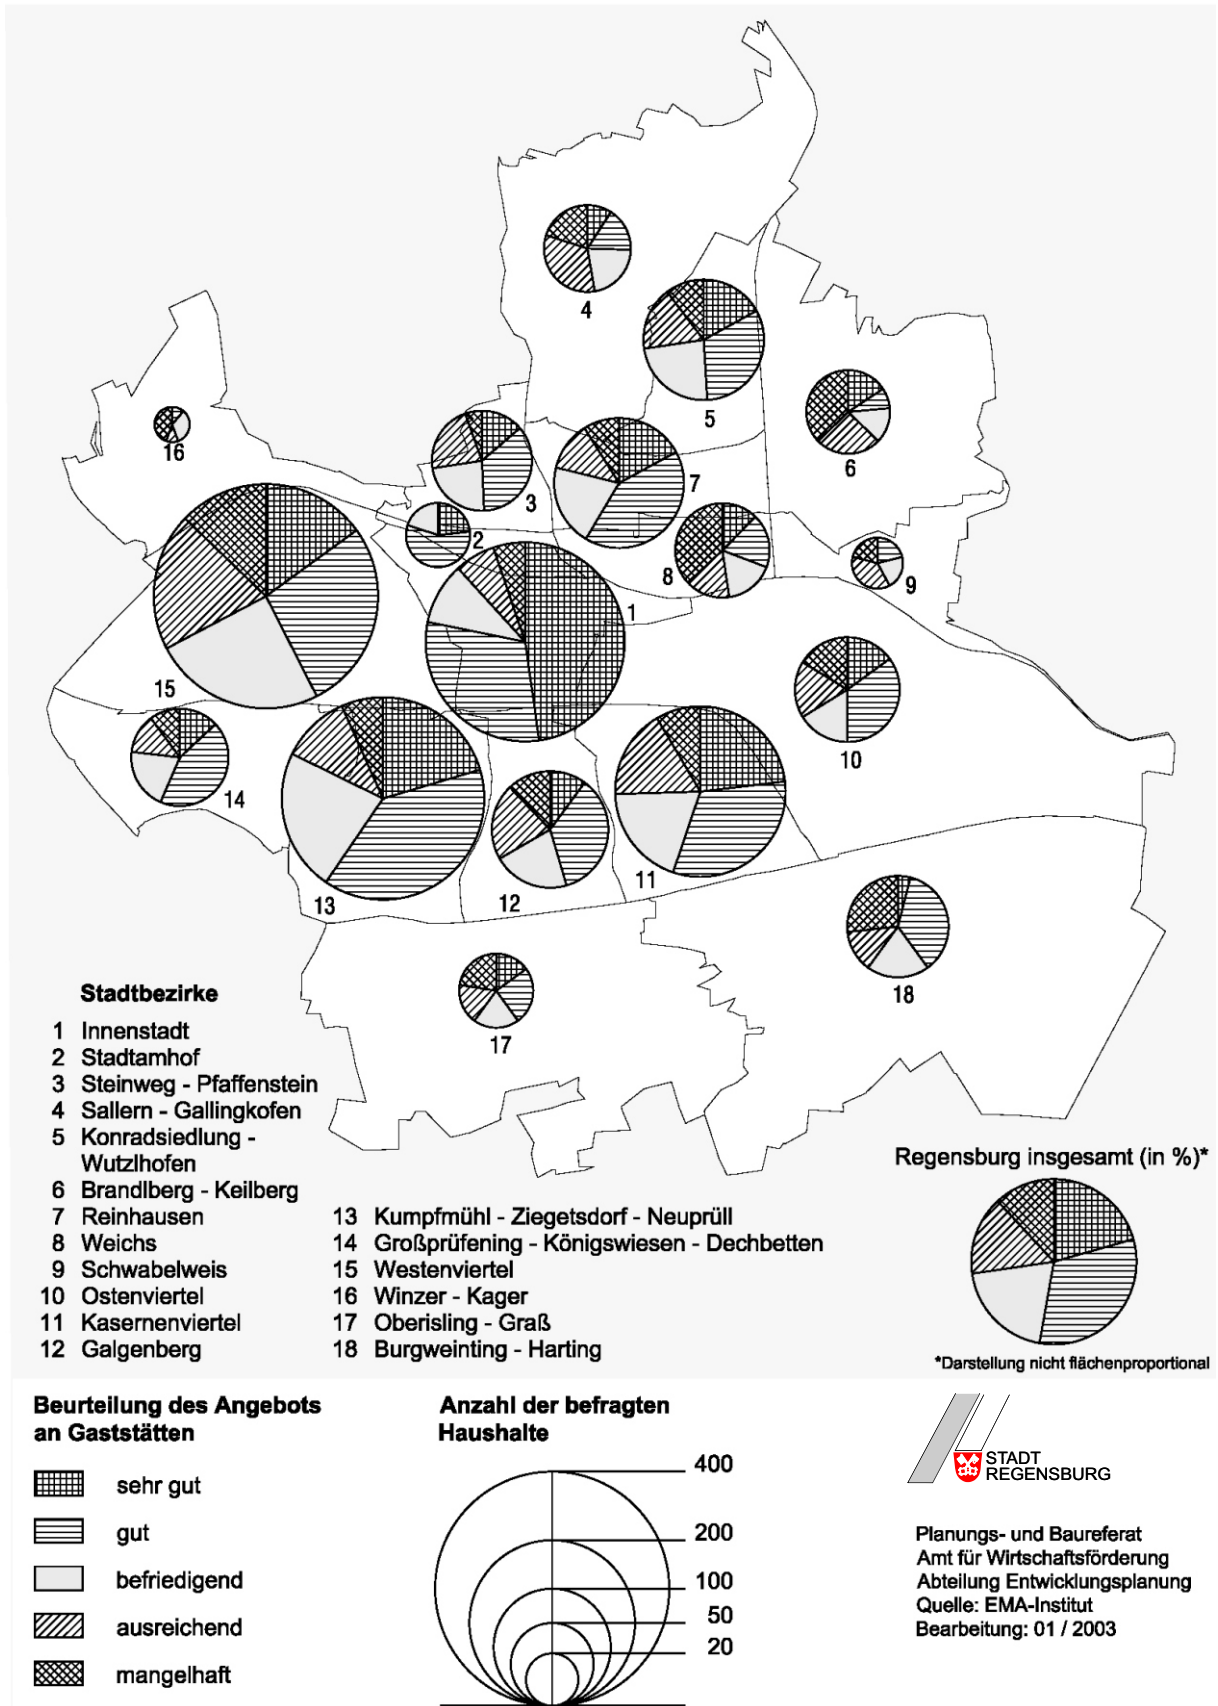 4
5
6
16
3
7
2
8
9
1
15
10
14
13
12
11
18
17
Stadtbezirke
1 Innenstadt
2 Stadtamhof
3 Steinweg - Pfaffenstein
4 Sallern - Gallingkofen
5 Konradsiedlung -
Wutzlhofen
6 Brandlberg - Keilberg
7 Reinhausen
8 Weichs
9 Schwabelweis
10 Ostenviertel
11 Kasernenviertel
12 Galgenberg
13 Kumpfmühl - Ziegetsdorf - Neuprüll
14 Großprüfening - Königswiesen - Dechbetten
15 Westenviertel
16 Winzer - Kager
17 Oberisling - Graß
18 Burgweinting - Harting
Regensburg insgesamt (in %)*
*Darstellung nicht flächenproportional
Beurteilung des Angebots
an Gaststätten
sehr gut
gut
befriedigend
ausreichend
mangelhaft
Anzahl der befragten
Haushalte
400
200
100
50
20
STADT
REGENSBURG
Planungs- und Baureferat
Amt für Wirtschaftsförderung
Abteilung Entwicklungsplanung
Quelle: EMA-Institut
Bearbeitung: 01 / 2003